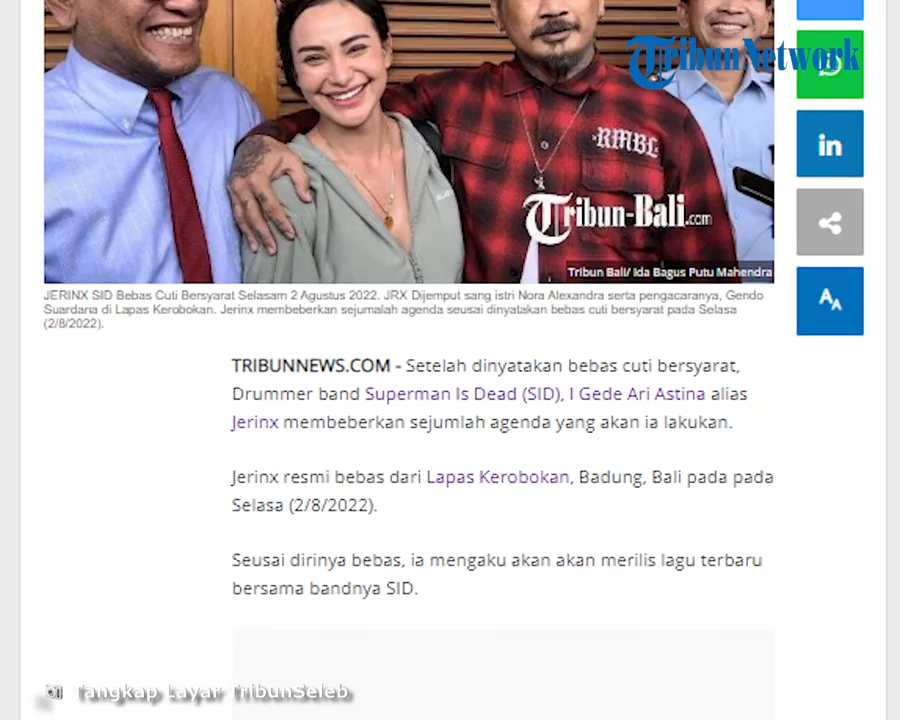 TribunNetwork
RMBL
Tribun-Bali.com
Tribun Bali/ Ida Bagus Putu Mahendra
in
AA
JERINX SID Bebas Cuti Bersyarat Selasam 2 Agustus 2022. JRX Dijemput sang istri Nora Alexandra serta pengacaranya, Gendo
Suardana di Lapas Kerobokan. Jerinx membeberkan sejumalah agenda seusai dinyatakan bebas cuti bersyarat pada Selasa
(2/8/2022).
TRIBUNNEWS.COM - Setelah dinyatakan bebas cuti bersyarat,
Drummer band Superman Is Dead (SID), I Gede Ari Astina alias
Jerinx membeberkan sejumlah agenda yang akan ia lakukan.
Jerinx resmi bebas dari Lapas Kerobokan, Badung, Bali pada pada
Selasa (2/8/2022).
Seusai dirinya bebas, ia mengaku akan akan merilis lagu terbaru
bersama bandnya SID.
Tangkap Layar TribunSeleb